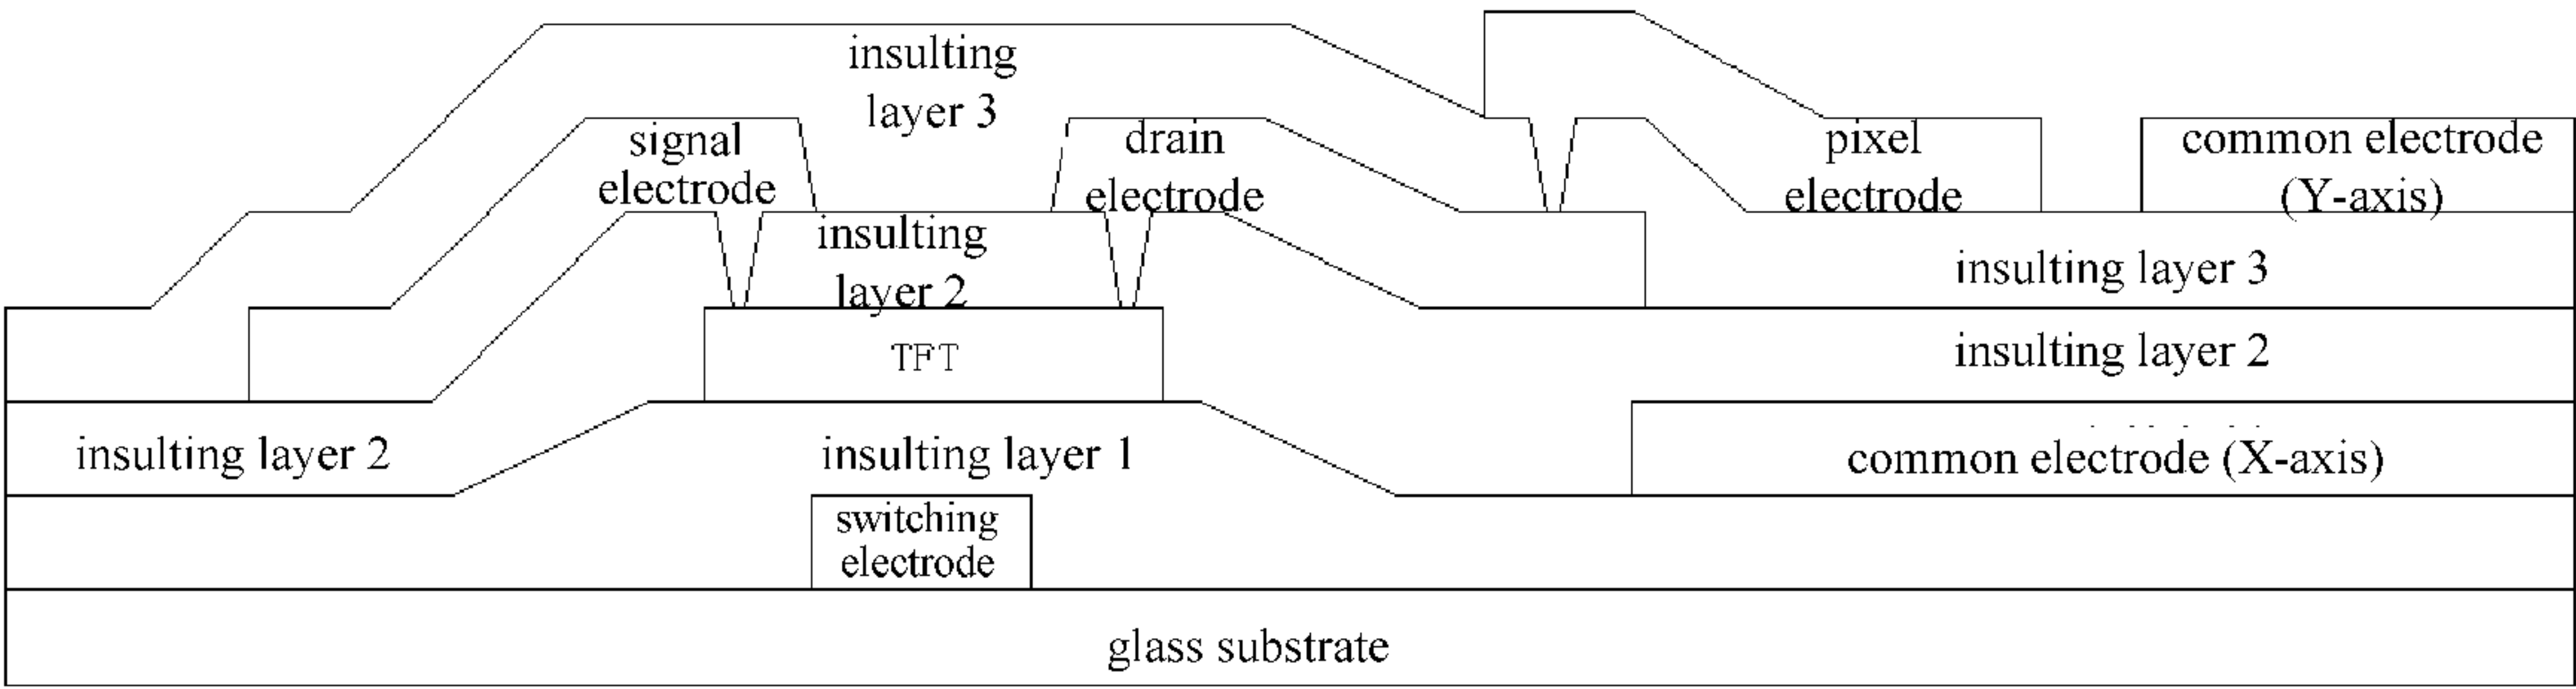 insulting
layer 3
signal
electrode
drain
electrode
pixel
electrode
common electrode
(Y-axis)
insulting
layer 2
insulting layer 3
TFT
insulting layer 2
insulting layer 2
insulting layer 1
common electrode (X-axis)
switching
electrode
glass substrate